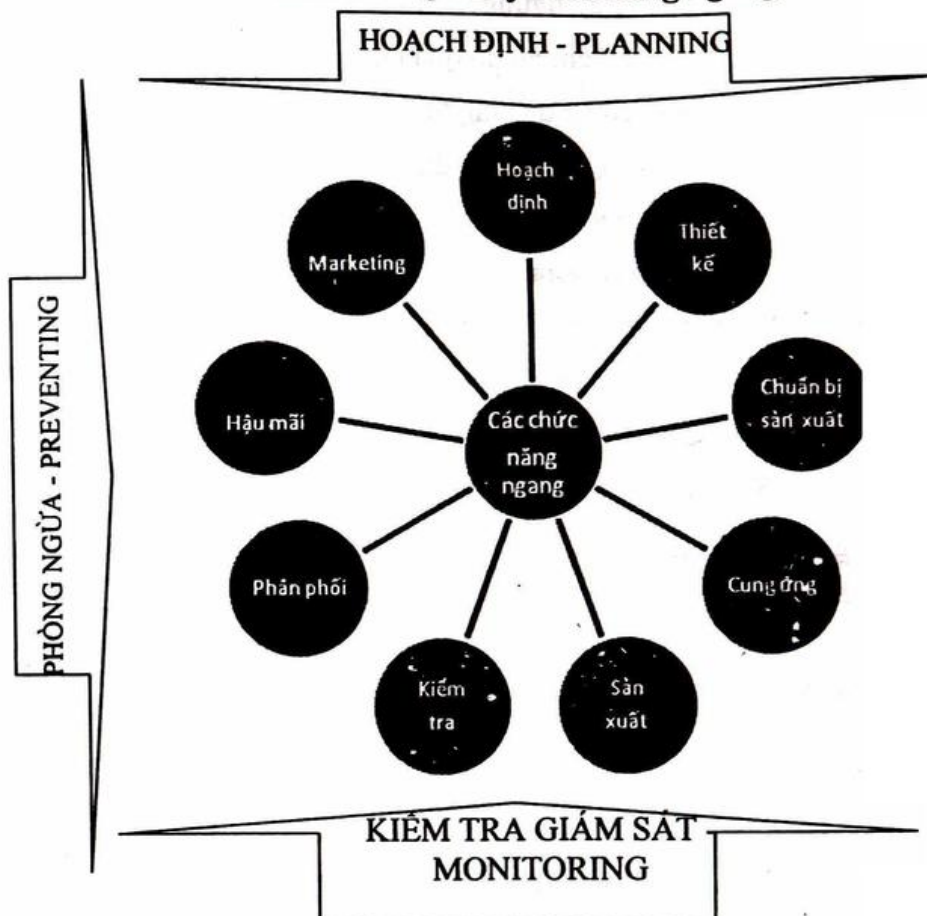 HOẠCH ĐỊNH - PLANNING
Hoạch
định
Thiết
kế
Marketing
Chuẩn bị
sản xuất
Hậu mãi
Các chức
năng
ngang
PHÒNG NGỪA - PREVENTING
Phân phối
Cung ứng
Kiểm
tra
Sản
xuất
KIỂM TRA GIÁM SÁT
MONITORING